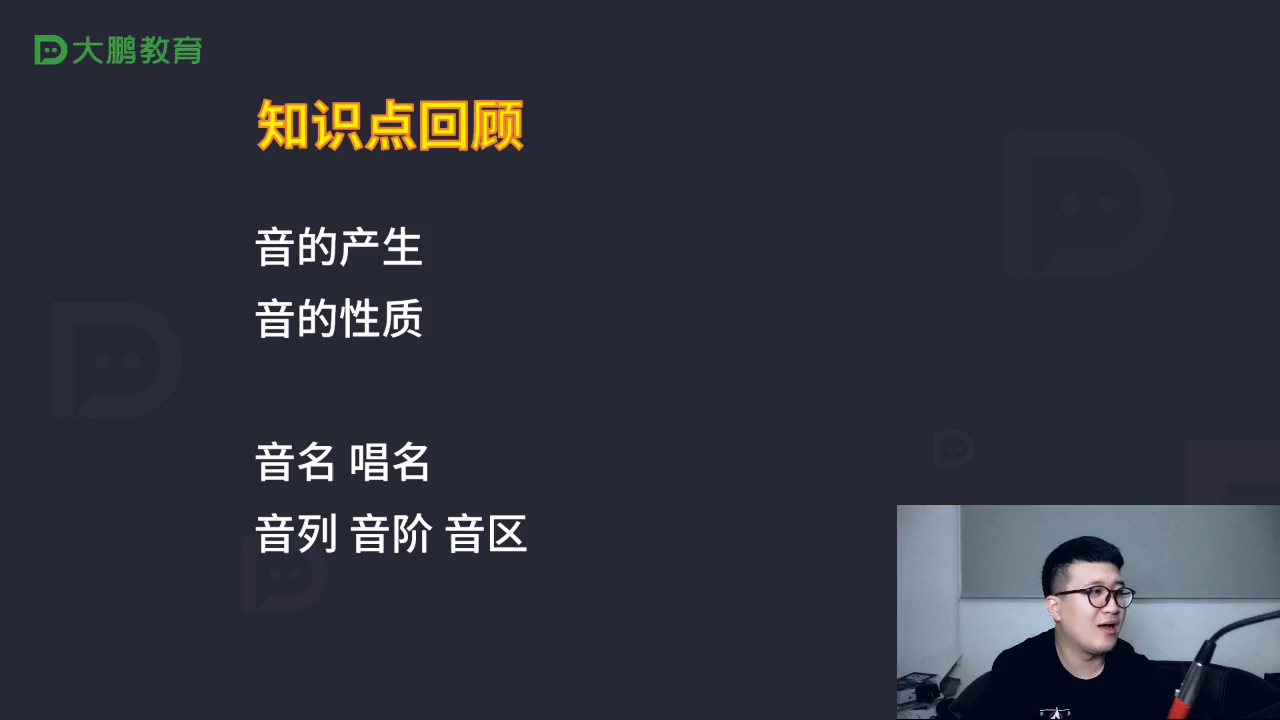 大鹏教育
知识点回顾
音的产生
音的性质
音名 唱名
音列 音阶 音区